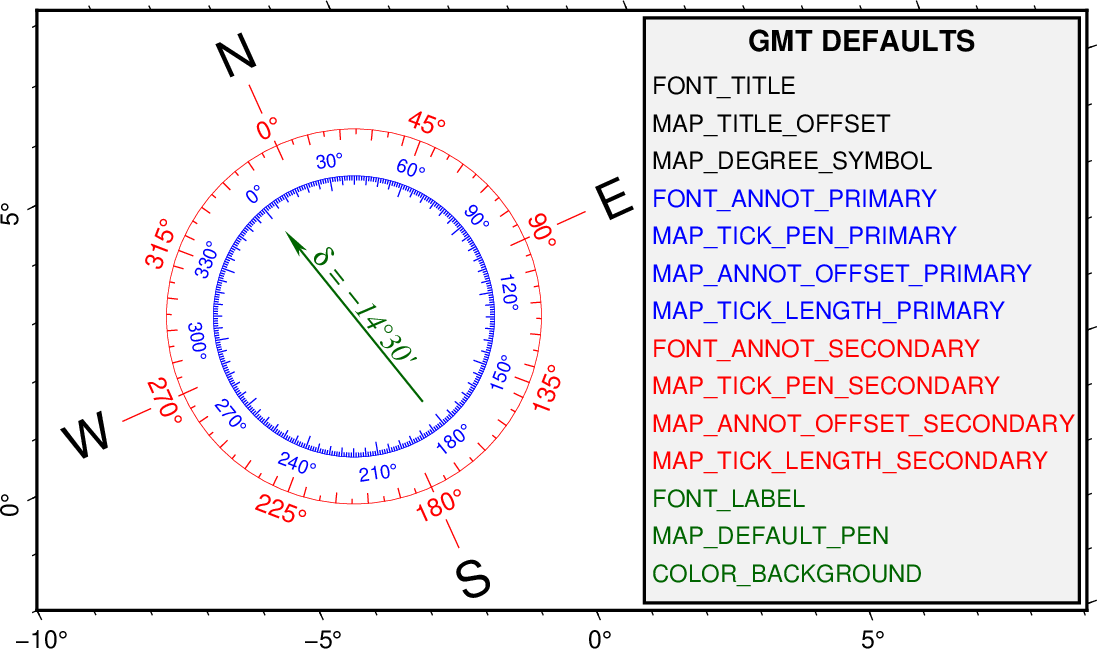 N
0°
45°
E
90°
135°
180°
S
225°
270°
W
315°
0°
30°
60°
90°
120°
150°
180°
210°
240°
270°
300°
330°
δ = −14°30′
5°
0°
−10°
−5°
0°
5°
GMT DEFAULTS
FONT_TITLE
MAP_TITLE_OFFSET
MAP_DEGREE_SYMBOL
FONT_ANNOT_PRIMARY
MAP_TICK_PEN_PRIMARY
MAP_ANNOT_OFFSET_PRIMARY
MAP_TICK_LENGTH_PRIMARY
FONT_ANNOT_SECONDARY
MAP_TICK_PEN_SECONDARY
MAP_ANNOT_OFFSET_SECONDARY
MAP_TICK_LENGTH_SECONDARY
FONT_LABEL
MAP_DEFAULT_PEN
COLOR_BACKGROUND